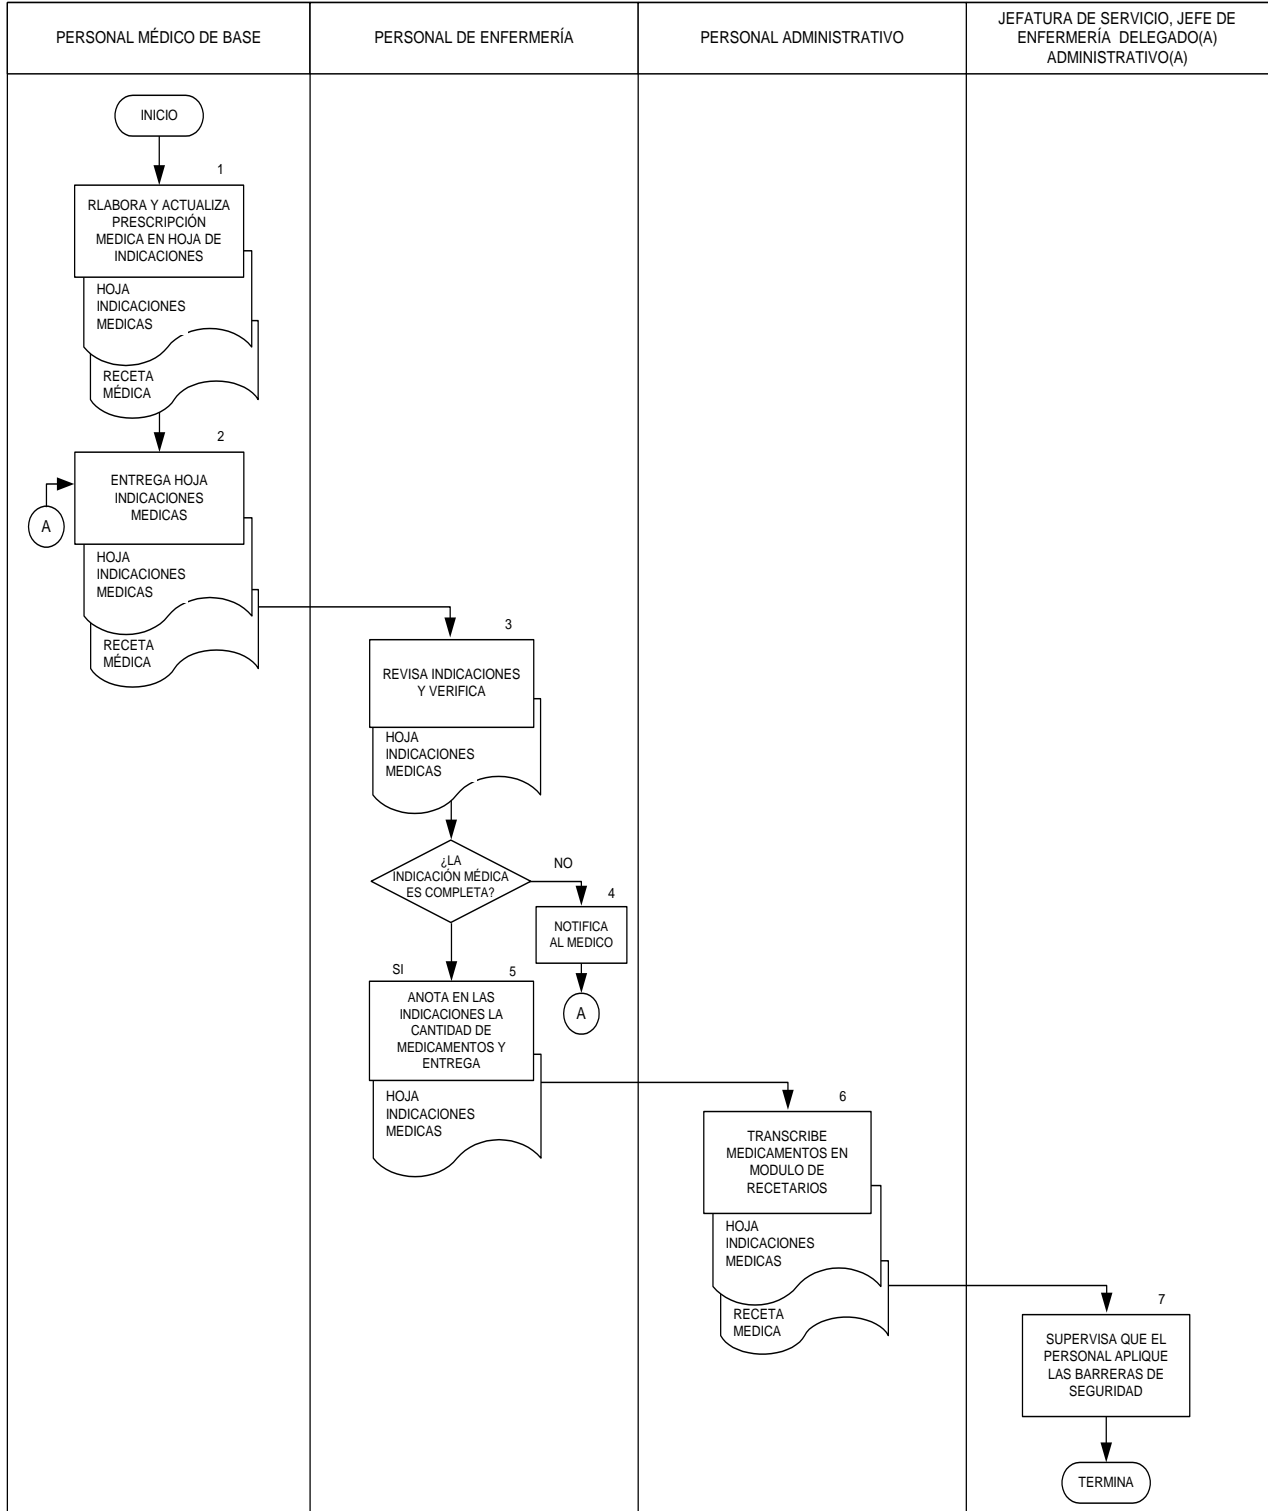 PERSONAL MÉDICO DE BASE
PERSONAL DE ENFERMERÍA
PERSONAL ADMINISTRATIVO
JEFATURA DE SERVICIO, JEFE DE
ENFERMERÍA DELEGADO(A)
ADMINISTRATIVO(A)
INICIO
1
RLABORA Y ACTUALIZA
PRESCRIPCIÓN
MEDICA EN HOJA DE
INDICACIONES
HOJA
INDICACIONES
MEDICAS
RECETA
MÉDICA
2
ENTREGA HOJA
INDICACIONES
MEDICAS
A
HOJA
INDICACIONES
MEDICAS
RECETA
MÉDICA
3
REVISA INDICACIONES
Y VERIFICA
HOJA
INDICACIONES
MEDICAS
¿LA
INDICACIÓN MÉDICA
ES COMPLETA?
NO
4
NOTIFICA
AL MEDICO
A
SI
5
ANOTA EN LAS
INDICACIONES LA
CANTIDAD DE
MEDICAMENTOS Y
ENTREGA
HOJA
INDICACIONES
MEDICAS
6
TRANSCRIBE
MEDICAMENTOS EN
MODULO DE
RECETARIOS
HOJA
INDICACIONES
MEDICAS
RECETA
MEDICA
7
SUPERVISA QUE EL
PERSONAL APLIQUE
LAS BARRERAS DE
SEGURIDAD
TERMINA